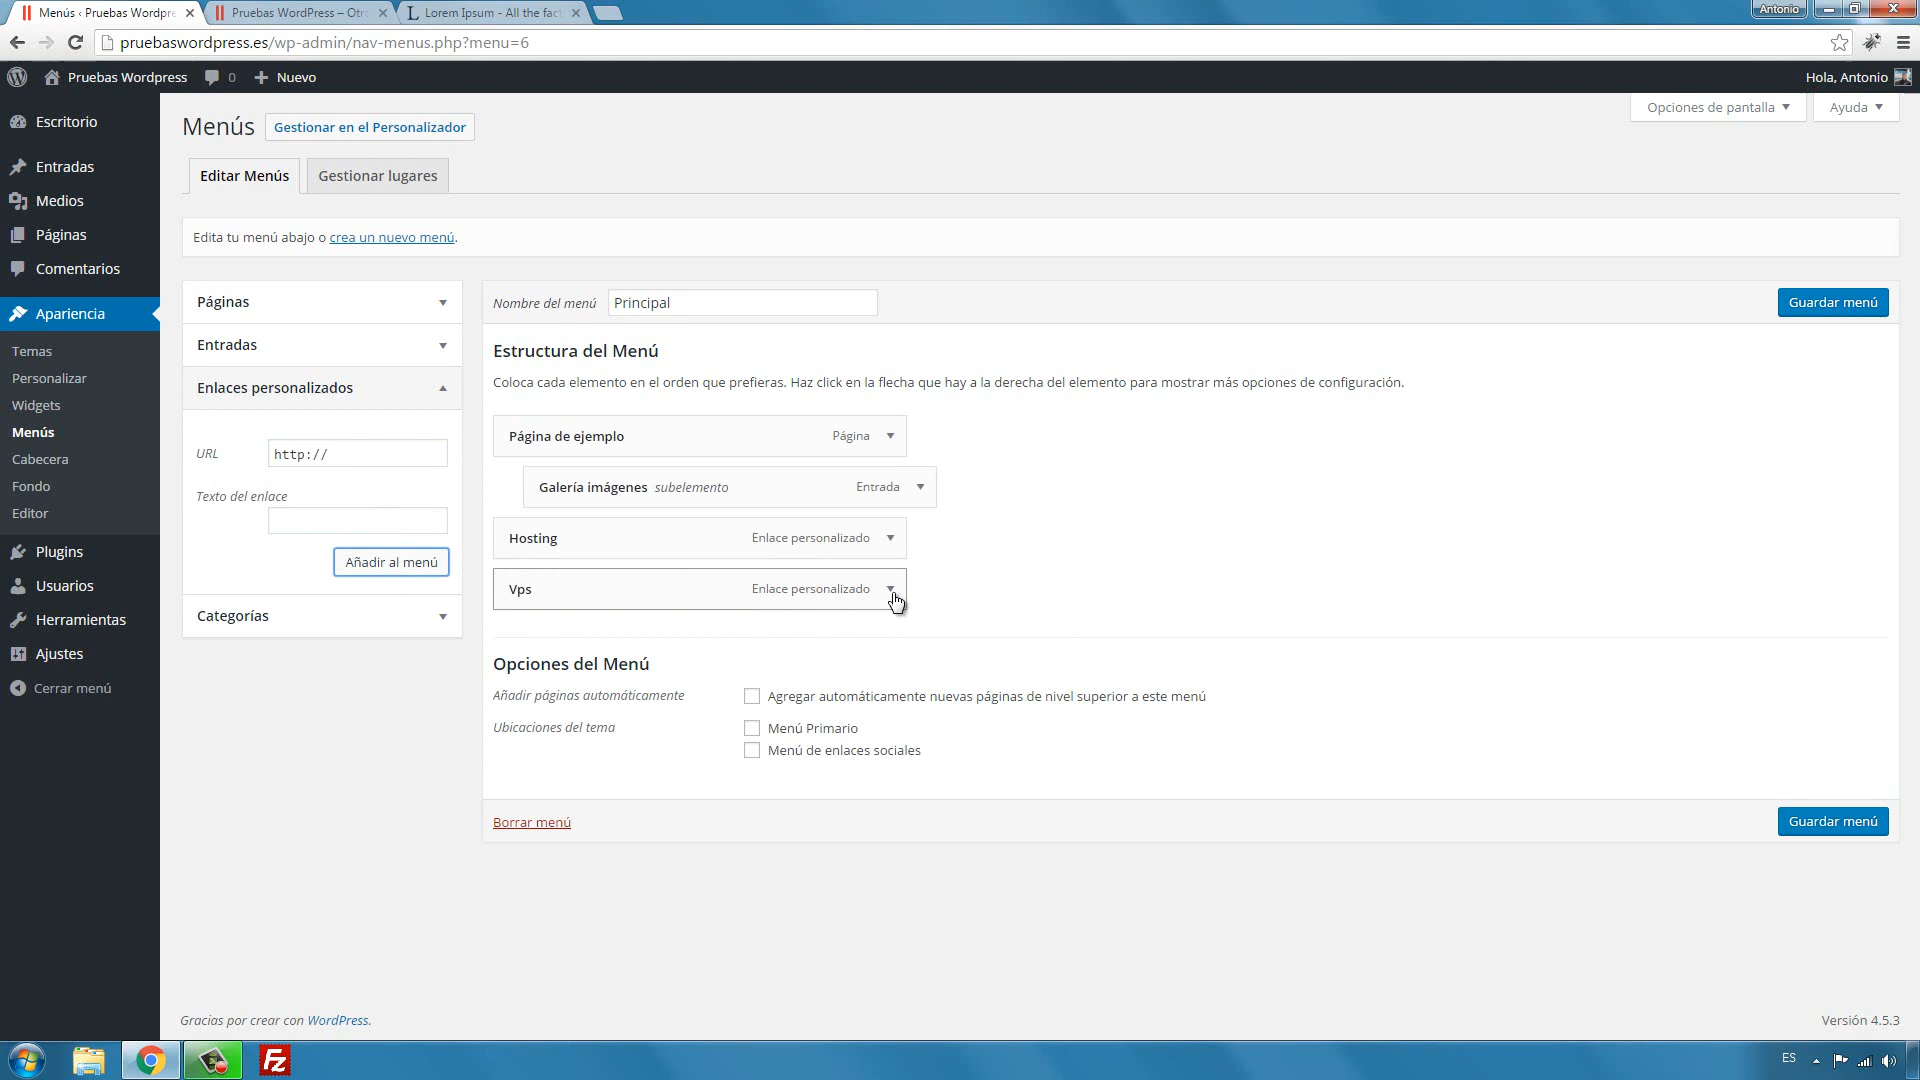 Menús ‹ Pruebas Wordpre
Pruebas WordPress – Otro
Lorem Ipsum - All the fac
Antonio
pruebaswordpress.es/wp-admin/nav-menus.php?menu=6
Pruebas Wordpress
0
Nuevo
Hola, Antonio
Escritorio
Entradas
Medios
Páginas
Comentarios
Apariencia
Temas
Personalizar
Widgets
Menús
Cabecera
Fondo
Editor
Plugins
Usuarios
Herramientas
Ajustes
Cerrar menú
Opciones de pantalla
Ayuda
Menús
Gestionar en el Personalizador
Editar Menús
Gestionar lugares
Edita tu menú abajo o crea un nuevo menú.
Páginas
Entradas
Enlaces personalizados
URL
http://
Texto del enlace
Añadir al menú
Categorías
Nombre del menú
Principal
Guardar menú
Estructura del Menú
Coloca cada elemento en el orden que prefieras. Haz click en la flecha que hay a la derecha del elemento para mostrar más opciones de configuración.
Página de ejemplo
Página
Galería imágenes subelemento
Entrada
Hosting
Enlace personalizado
Vps
Enlace personalizado
Opciones del Menú
Añadir páginas automáticamente
Agregar automáticamente nuevas páginas de nivel superior a este menú
Ubicaciones del tema
Menú Primario
Menú de enlaces sociales
Borrar menú
Guardar menú
Gracias por crear con WordPress.
Versión 4.5.3
Fz
ES